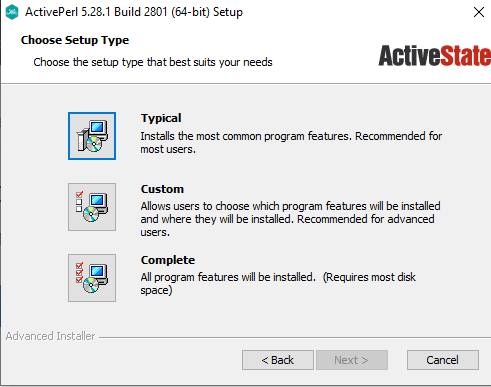 ActivePerl 5.28.1 Build 2801 (64-bit) Setup
Choose Setup Type
Choose the setup type that best suits your needs
ActiveState
Typical
Installs the most common program features. Recommended for
most users.
Custom
Allows users to choose which program features will be installed
and where they will be installed. Recommended for advanced
users.
Complete
All program features will be installed.  (Requires most disk
space)
Advanced Installer
< Back
Next >
Cancel